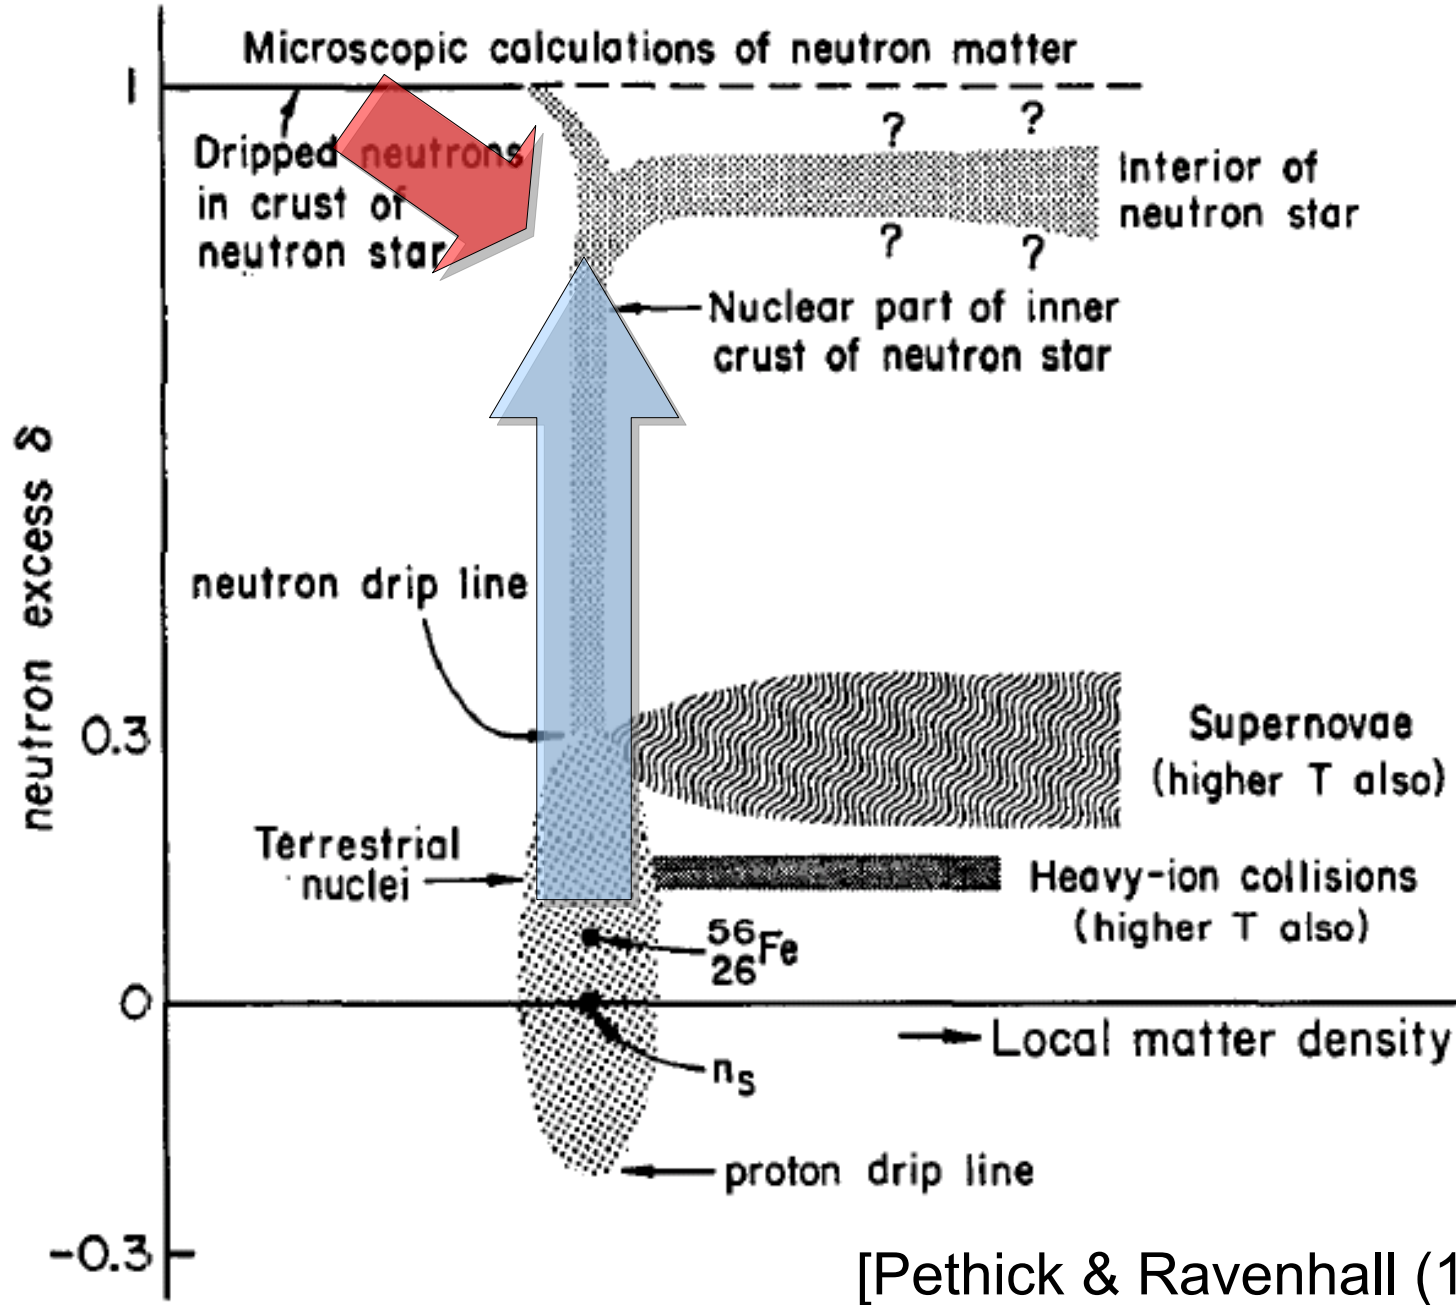 Microscopic calculations of neutron matter
1
Dripped neutrons
in crust of
neutron star
?
?
Interior of
neutron star
?
?
Nuclear part of inner
crust of neutron star
neutron excess δ
neutron drip line
0.3
Supernovae
(higher T also)
Terrestrial
nuclei
Heavy-ion collisions
(higher T also)
56
26 Fe
0
Local matter density
ns
proton drip line
-0.3
[Pethick & Ravenhall (1